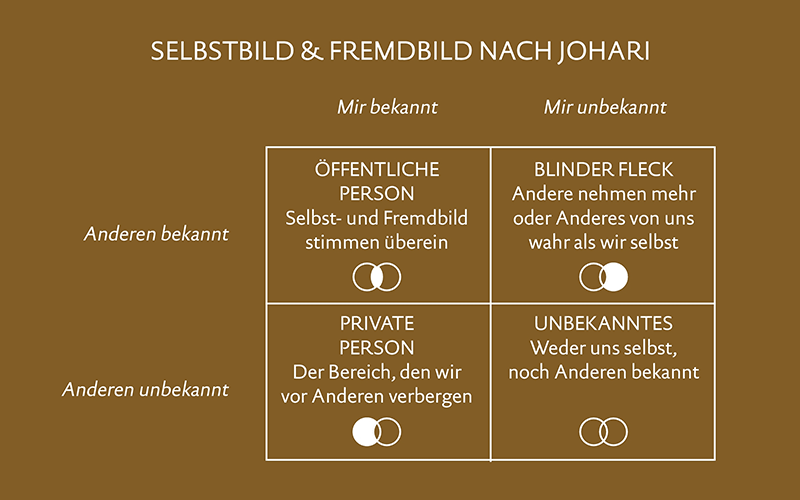 SELBSTBILD & FREMDBILD NACH JOHARI
Mir bekannt
Mir unbekannt
Anderen bekannt
ÖFFENTLICHE
PERSON
Selbst- und Fremdbild
stimmen überein
BLINDER FLECK
Andere nehmen mehr
oder Anderes von uns
wahr als wir selbst
Anderen unbekannt
PRIVATE
PERSON
Der Bereich, den wir
vor Anderen verbergen
UNBEKANNTES
Weder uns selbst,
noch Anderen bekannt